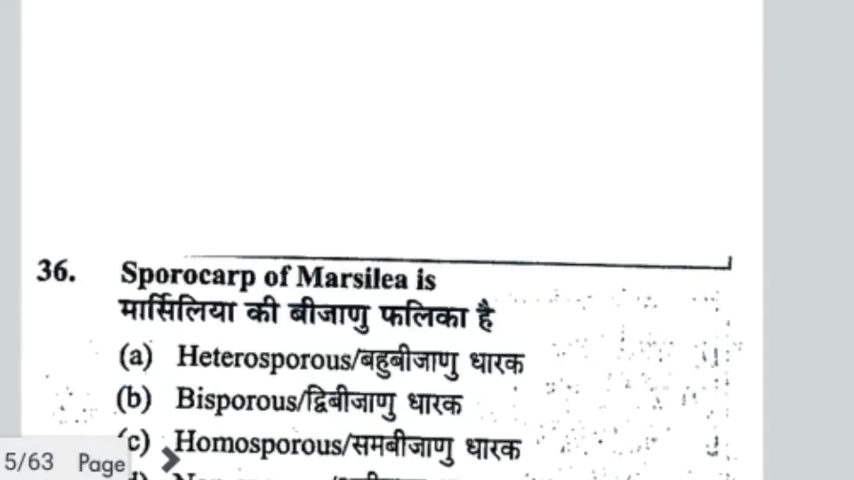 36. Sporocarp of Marsilea is
मार्सिलिया की बीजाणु फलिका है
(a) Heterosporous/बहुबीजाणु धारक
(b) Bisporous/द्विबीजाणु धारक
(c) Homosporous/समबीजाणु धारक
5/63 Page